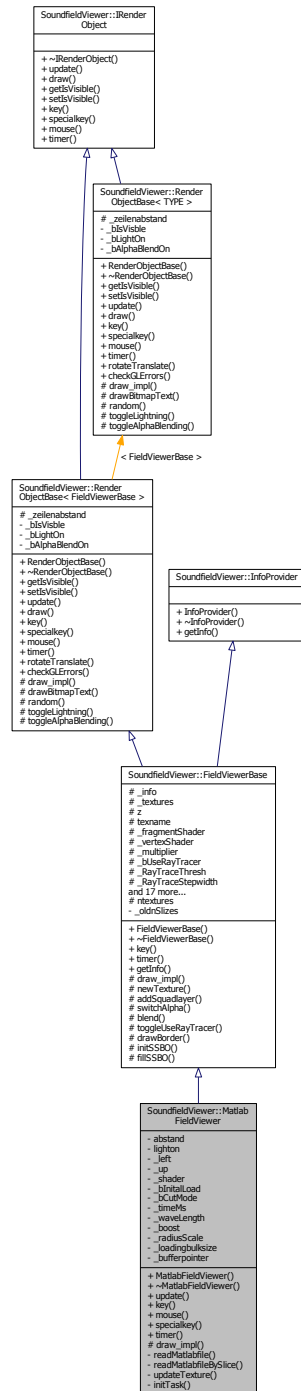 SoundfieldViewer::IRender
Object
+ ~IRenderObject()
+ update()
+ draw()
+ getIsVisible()
+ setIsVisible()
+ key()
+ specialkey()
+ mouse()
+ timer()
SoundfieldViewer::Render
ObjectBase< TYPE >
# _zeilenabstand
- _bIsVisble
- _bLightOn
- _bAlphaBlendOn
+ RenderObjectBase()
+ ~RenderObjectBase()
+ getIsVisible()
+ setIsVisible()
+ update()
+ draw()
+ key()
+ specialkey()
+ mouse()
+ timer()
+ rotateTranslate()
+ checkGLErrors()
# draw_impl()
# drawBitmapText()
# random()
# toggleLightning()
# toggleAlphaBlending()
< FieldViewerBase >
SoundfieldViewer::Render
ObjectBase< FieldViewerBase >
# _zeilenabstand
- _bIsVisble
- _bLightOn
- _bAlphaBlendOn
+ RenderObjectBase()
+ ~RenderObjectBase()
+ getIsVisible()
+ setIsVisible()
+ update()
+ draw()
+ key()
+ specialkey()
+ mouse()
+ timer()
+ rotateTranslate()
+ checkGLErrors()
# draw_impl()
# drawBitmapText()
# random()
# toggleLightning()
# toggleAlphaBlending()
SoundfieldViewer::InfoProvider
+ InfoProvider()
+ ~InfoProvider()
+ getInfo()
SoundfieldViewer::FieldViewerBase
# _info
# _textures
# z
# texname
# _fragmentShader
# _vertexShader
# _multiplier
# _bUseRayTracer
# _RayTraceThresh
# _RayTraceStepwidth
and 17 more...
# ntextures
- _oldnSlizes
+ FieldViewerBase()
+ ~FieldViewerBase()
+ key()
+ timer()
+ getInfo()
# draw_impl()
# newTexture()
# addSquadlayer()
# switchAlpha()
# blend()
# toggleUseRayTracer()
# drawBorder()
# initSSBO()
# fillSSBO()
SoundfieldViewer::Matlab
FieldViewer
- abstand
- lighton
- _left
- _up
- _shader
- _bInitalLoad
- _bCutMode
- _timeMs
- _waveLength
- _boost
- _radiusScale
- _loadingbulksize
- _bufferpointer
+ MatlabFieldViewer()
+ ~MatlabFieldViewer()
+ update()
+ key()
+ mouse()
+ specialkey()
+ timer()
# draw_impl()
- readMatlabfile()
- readMatlabfileBySlice()
- updateTexture()
- initTask()